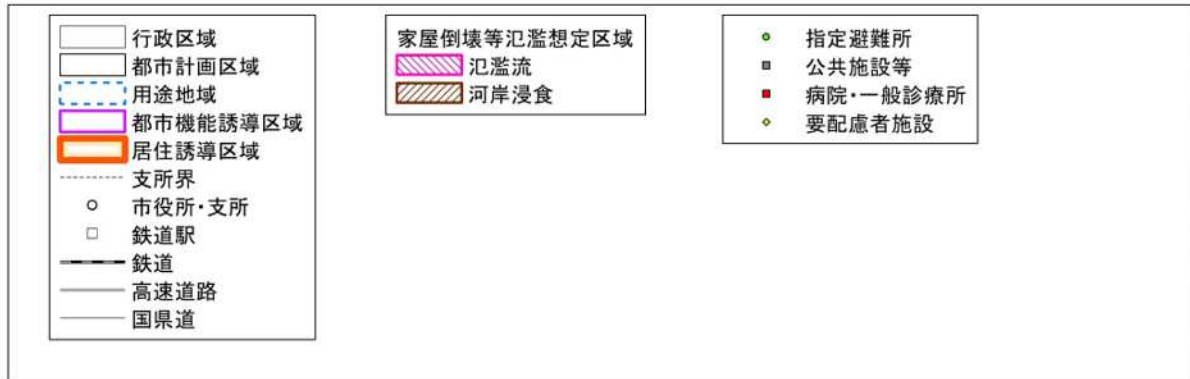 行政区域
都市計画区域
用途地域
都市機能誘導区域
居住誘導区域
支所界
市役所・支所
鉄道駅
鉄道
高速道路
国県道
家屋倒壊等氾濫想定区域
氾濫流
河岸浸食
指定避難所
公共施設等
病院・一般診療所
要配慮者施設